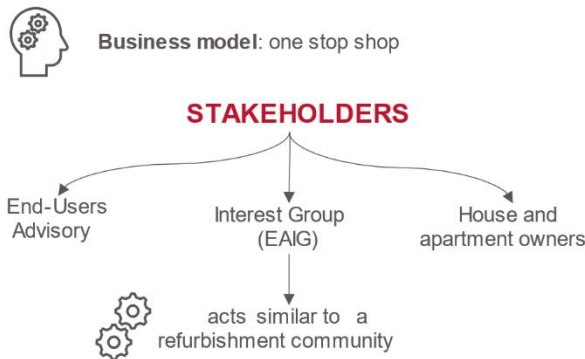 Business model: one stop shop
STAKEHOLDERS
End-Users
Advisory
Interest Group
(EAIG)
House and
apartment owners
acts similar to a
refurbishment community